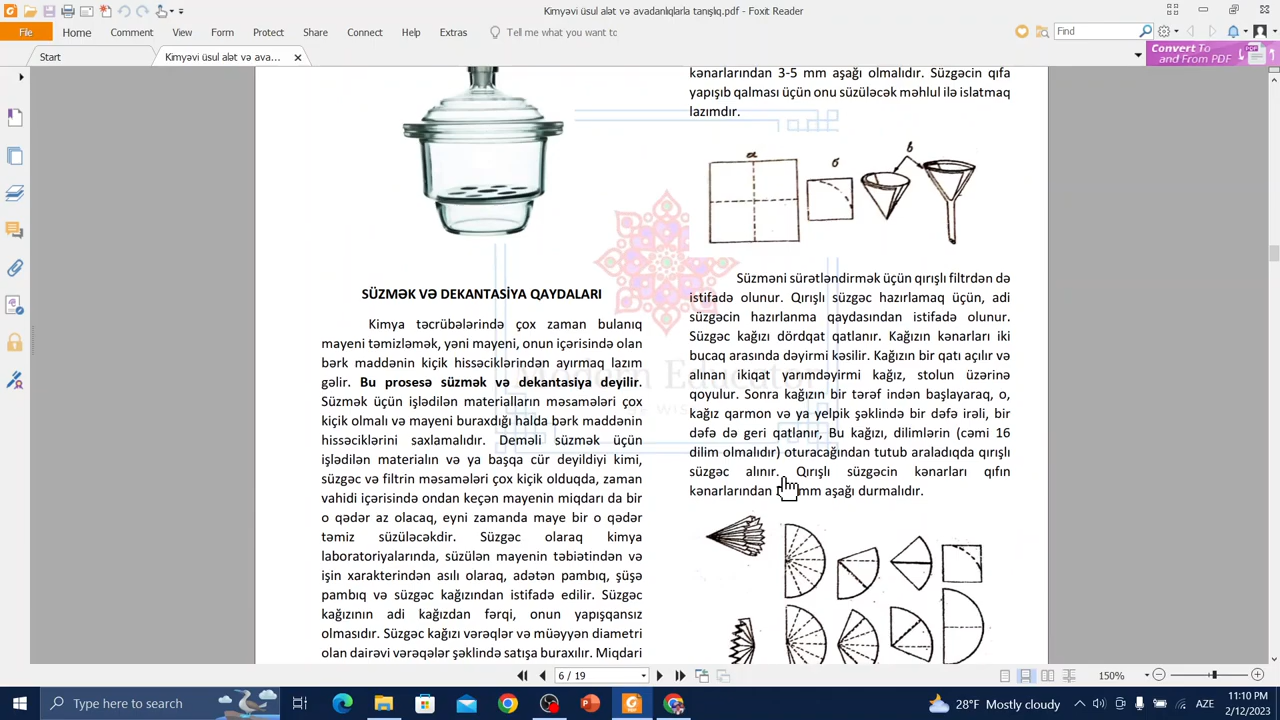 Kimyəvi üsul alət və avadanlıqlarla tanışlıq.pdf - Foxit Reader
File Home Comment View Form Protect Share Connect Help Extras Tell me what you want to Find
Start Kimyəvi üsul alət və ava...
Convert To
and From PDF
SÜZMƏK VƏ DEKANTASİYA QAYDALARI
Kimya təcrübələrində çox zaman bulanıq
mayeni təmizləmək, yəni mayeni, onun içərisində olan
bərk maddənin kiçik hissəciklərindən ayırmaq lazım
gəlir. Bu prosesə süzmək və dekantasiya deyilir.
Süzmək üçün işlədilən materialların məsamələri çox
kiçik olmalı və mayeni buraxdığı halda bərk maddənin
hissəciklərini saxlamalıdır. Deməli süzmək üçün
işlədilən materialın və ya başqa cür deyildiyi kimi,
süzgəc və filtrin məsamələri çox kiçik olduqda, zaman
vahidi içərisində ondan keçən mayenin miqdarı da bir
o qədər az olacaq, eyni zamanda maye bir o qədər
təmiz süzüləcəkdir. Süzgəc olaraq kimya
laboratoriyalarında, süzülən mayenin təbiətindən və
işin xarakterindən asılı olaraq, adətən pambıq, şüşə
pambıq və süzgəc kağızından istifadə edilir. Süzgəc
kağızının adi kağızdan fərqi, onun yapışqansız
olmasıdır. Süzgəc kağızı vərəqlər və müəyyən diametri
olan dairəvi vərəqələr şəklində satışa buraxılır. Miqdari
kənarlarından 3-5 mm aşağı olmalıdır. Süzgəcin qıfa
yapışıb qalması üçün onu süzüləcək məhlul ilə islatmaq
lazımdır.
а б в
Süzməni sürətləndirmək üçün qırışlı filtrdən də
istifadə olunur. Qırışlı süzgəc hazırlamaq üçün, adi
süzgəcin hazırlanma qaydasından istifadə olunur.
Süzgəc kağızı dördqat qatlanır. Kağızın kənarları iki
bucaq arasında dəyirmi kəsilir. Kağızın bir qatı açılır və
alınan ikiqat yarımdəyirmi kağız, stolun üzərinə
qoyulur. Sonra kağızın bir tərəf indən başlayaraq, o,
kağız qarmon və ya yelpik şəklində bir dəfə irəli, bir
dəfə də geri qatlanır, Bu kağızı, dilimlərin (cəmi 16
dilim olmalıdır) oturacağından tutub araladıqda qırışlı
süzgəc alınır. Qırışlı süzgəcin kənarları qıfın
kənarlarından mm aşağı durmalıdır.
Modern Educator
6 / 19
150%
Type here to search
28°F Mostly cloudy
AZE
11:10 PM
2/12/2023